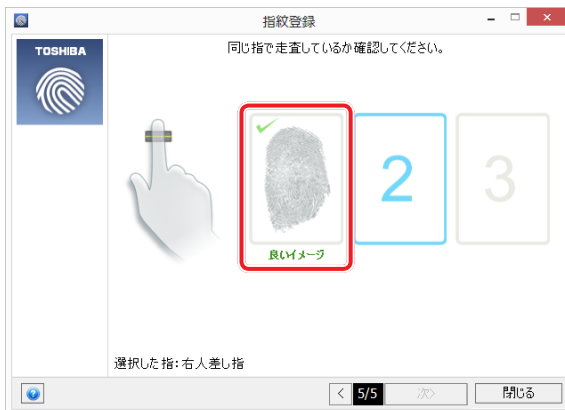 指紋登録
TOSHIBA
同じ指で走査しているか確認してください。
2
3
良いイメージ
選択した指：右人差し指
?
< 5/5 次>
閉じる